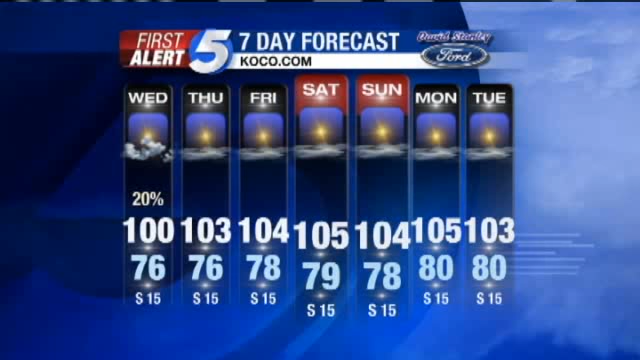 FIRST ALERT 5
7 DAY FORECAST
KOCO.COM
David Stanley
Ford
WED THU FRI SAT SUN MON TUE
20%
100 103 104 105 104 105 103
76 76 78 79 78 80 80
S 15 S 15 S 15 S 15 S 15 S 15 S 15